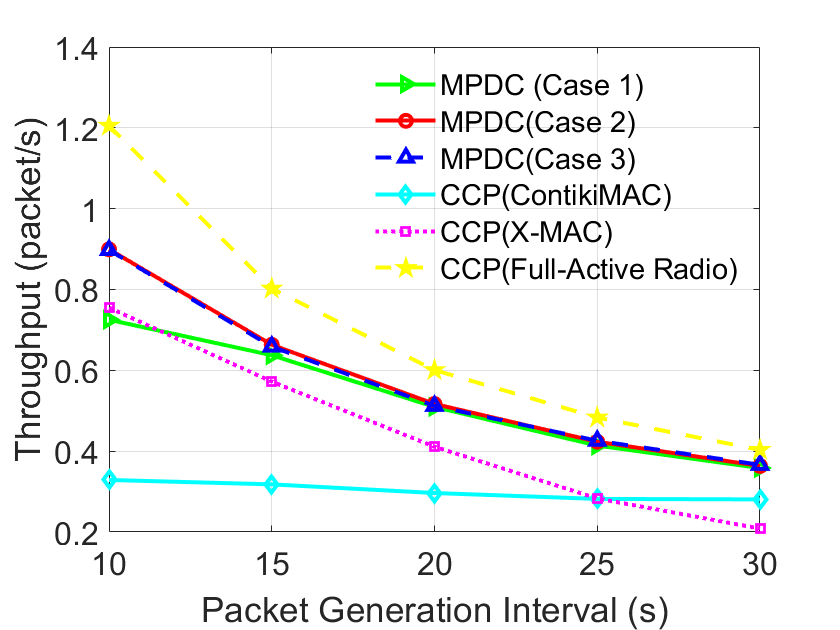 1.4
1.2
1
0.8
0.6
0.4
0.2
Throughput (packet/s)
MPDC (Case 1)
MPDC(Case 2)
MPDC(Case 3)
CCP(ContikiMAC)
CCP(X-MAC)
CCP(Full-Active Radio)
10 15 20 25 30
Packet Generation Interval (s)